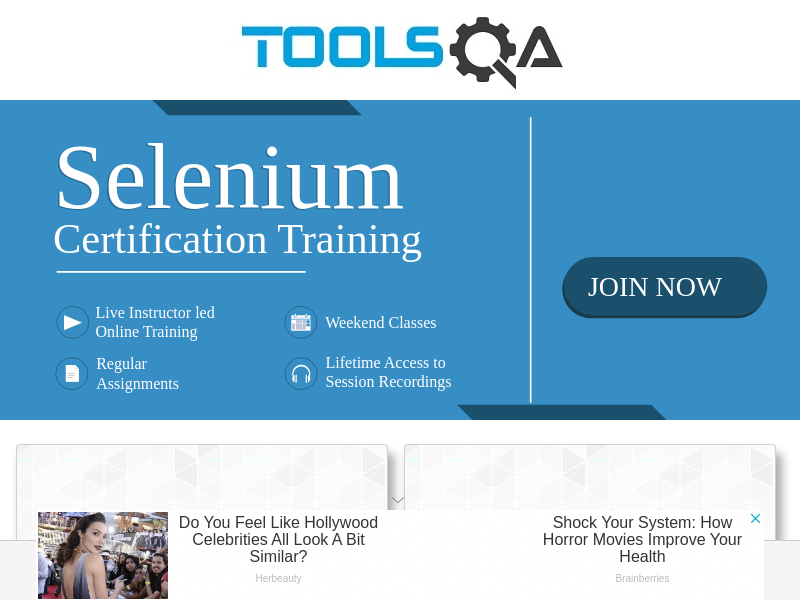 TOOLSQA
Selenium
Certification Training
Live Instructor led
Online Training
Weekend Classes
Regular
Assignments
Lifetime Access to
Session Recordings
JOIN NOW
Do You Feel Like Hollywood
Celebrities All Look A Bit
Similar?
Herbeauty
Shock Your System: How
Horror Movies Improve Your
Health
Brainberries